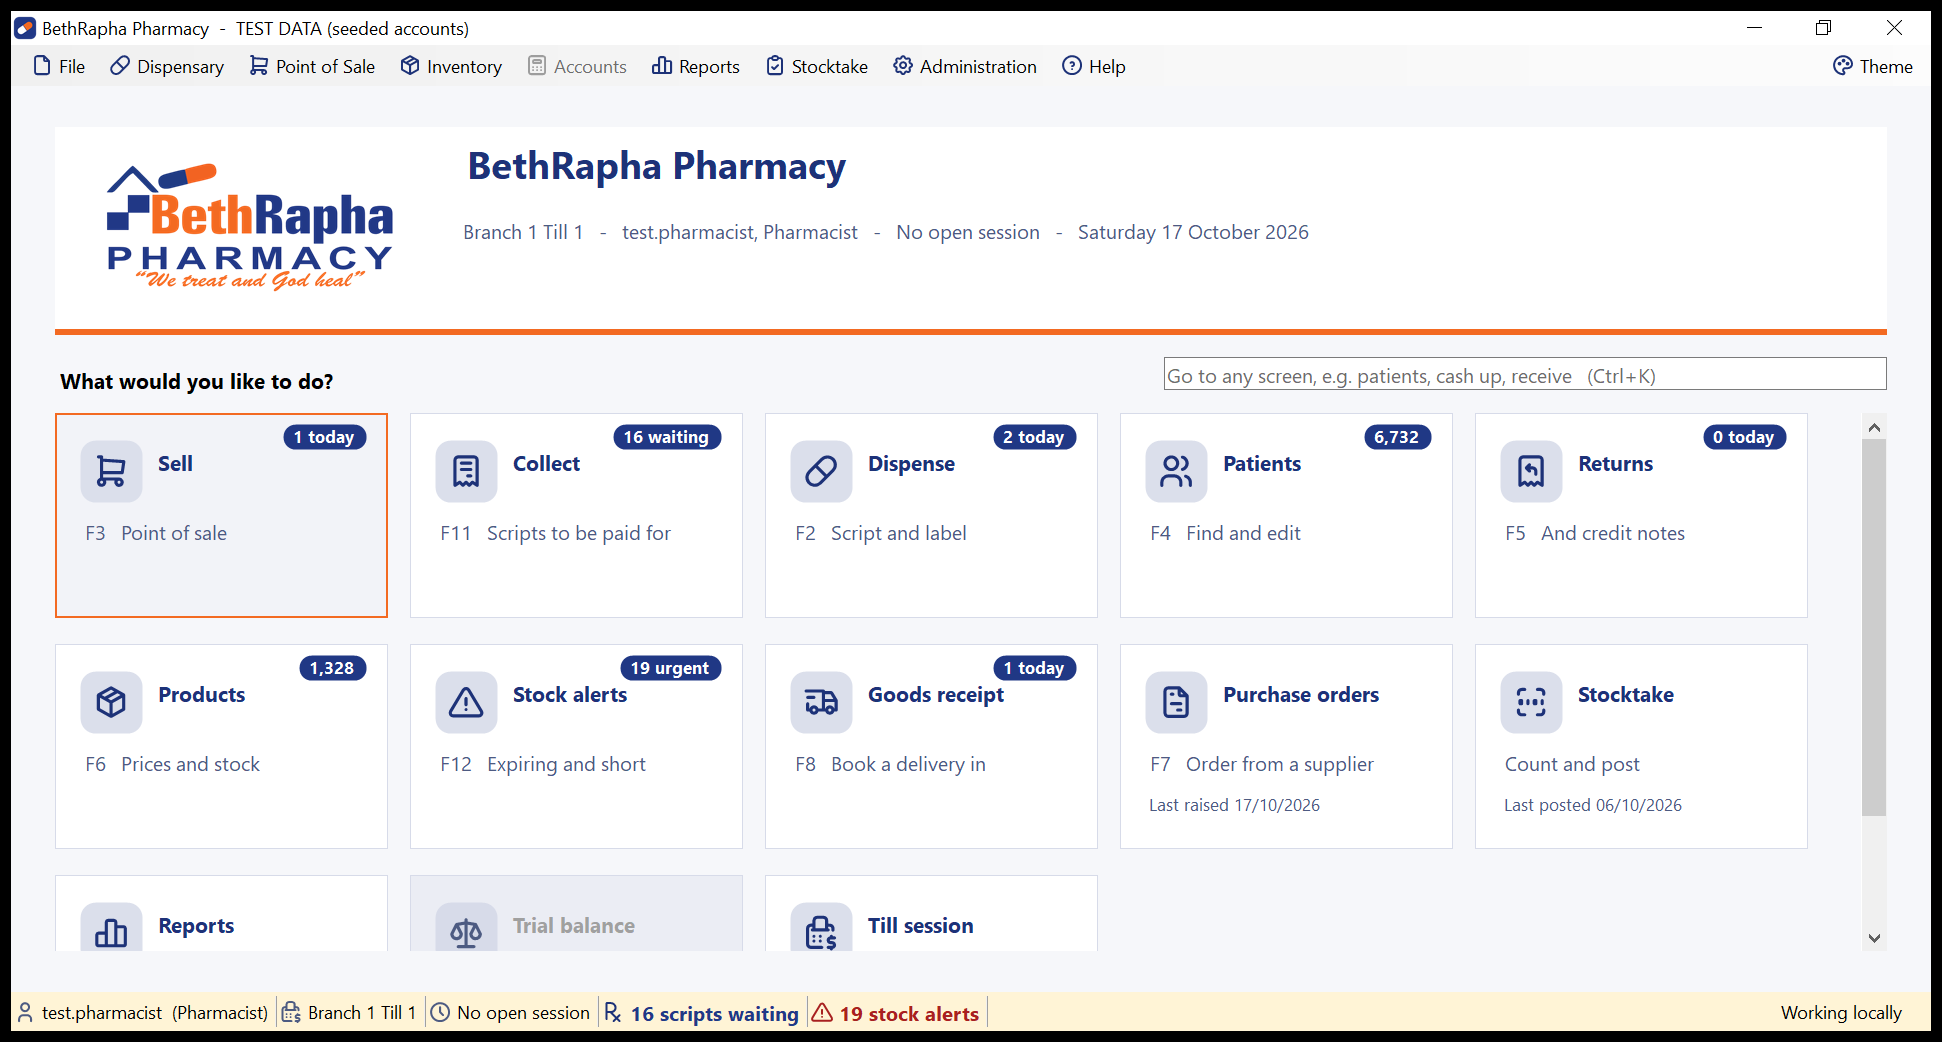 BethRapha Pharmacy - TEST DATA (seeded accounts)
File Dispensary Point of Sale Inventory Accounts Reports Stocktake Administration Help Theme
BethRapha
PHARMACY
"We treat and God heal"
BethRapha Pharmacy
Branch 1 Till 1 - test.pharmacist, Pharmacist - No open session - Saturday 17 October 2026
What would you like to do?
Go to any screen, e.g. patients, cash up, receive (Ctrl+K)
1 today
Sell
F3 Point of sale
16 waiting
Collect
F11 Scripts to be paid for
2 today
Dispense
F2 Script and label
6,732
Patients
F4 Find and edit
0 today
Returns
F5 And credit notes
1,328
Products
F6 Prices and stock
19 urgent
Stock alerts
F12 Expiring and short
1 today
Goods receipt
F8 Book a delivery in
Purchase orders
F7 Order from a supplier
Last raised 17/10/2026
Stocktake
Count and post
Last posted 06/10/2026
Reports
Trial balance
Till session
test.pharmacist (Pharmacist) Branch 1 Till 1 No open session 16 scripts waiting 19 stock alerts Working locally